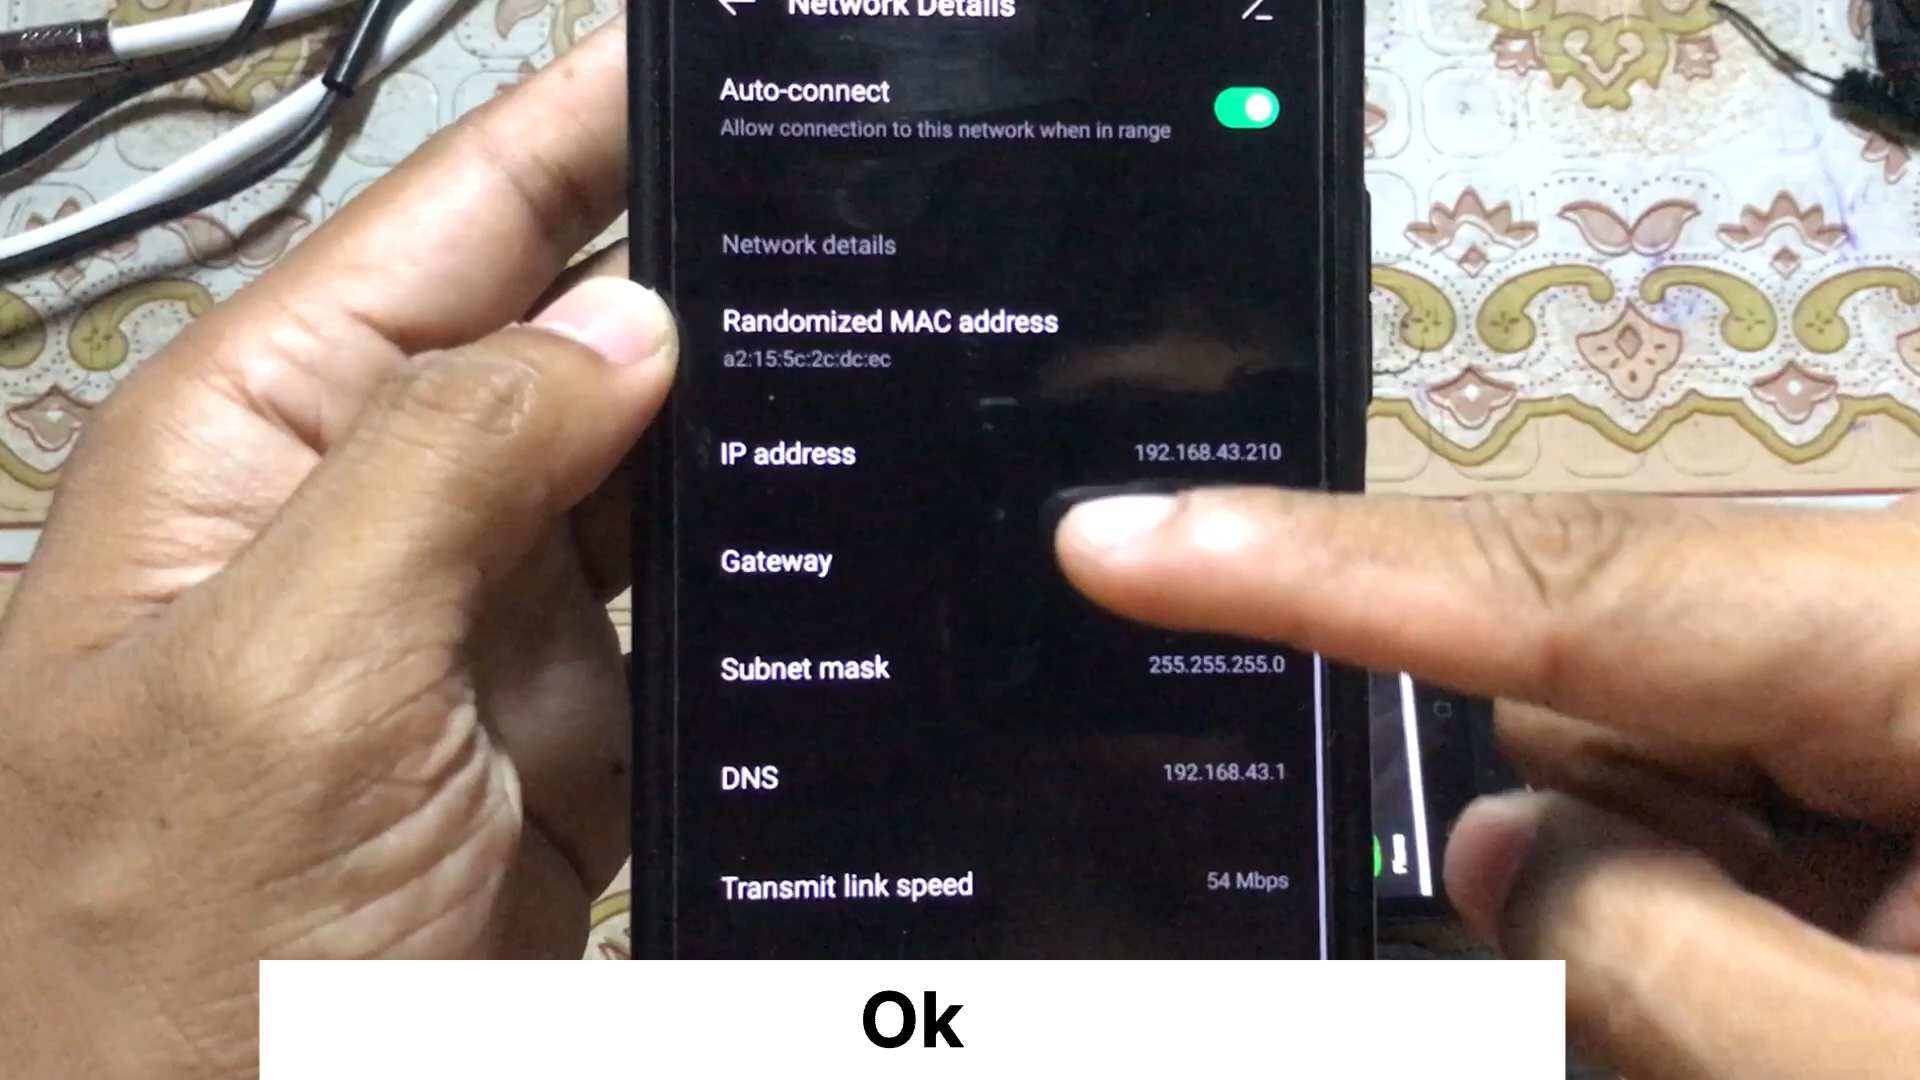 Network Details
Auto-connect
Allow connection to this network when in range
Network details
Randomized MAC address
a2:15:5c:2c:dc:ec
IP address 192.168.43.210
Gateway
Subnet mask 255.255.255.0
DNS 192.168.43.1
Transmit link speed 54 Mbps
Ok